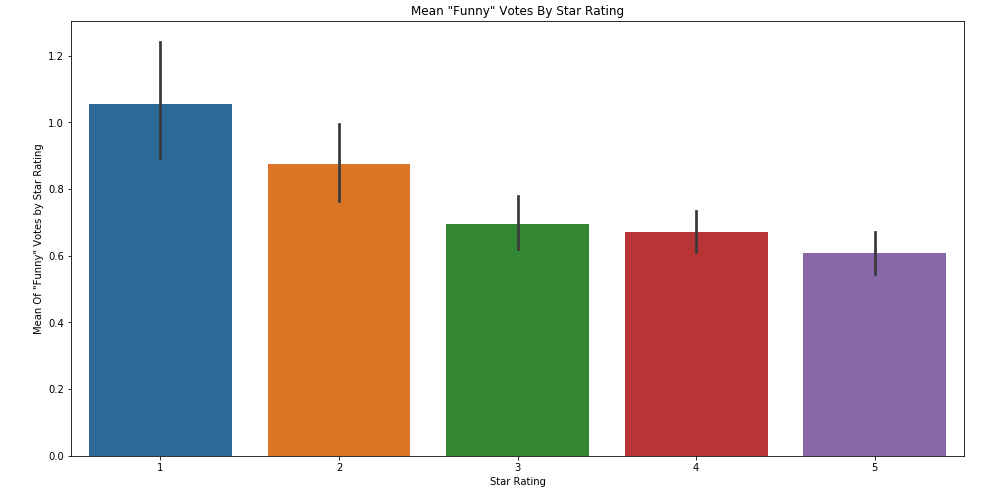 Mean "Funny" Votes By Star Rating
Mean Of "Funny" Votes by Star Rating
1.2
1.0
0.8
0.6
0.4
0.2
0.0
1 2 3 4 5
Star Rating